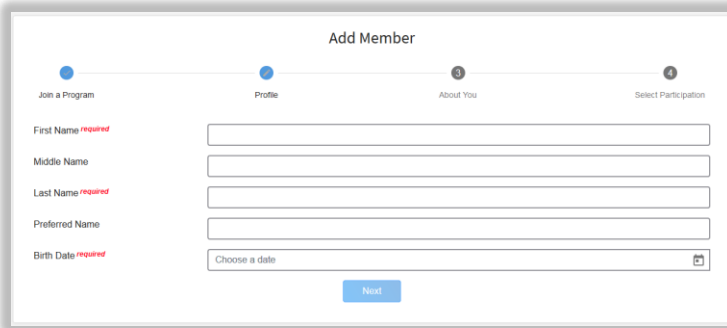 Add Member
3
4
Join a Program
Profile
About You
Select Participation
First Name required
Middle Name
Last Name required
Preferred Name
Birth Date required
Choose a date
Next